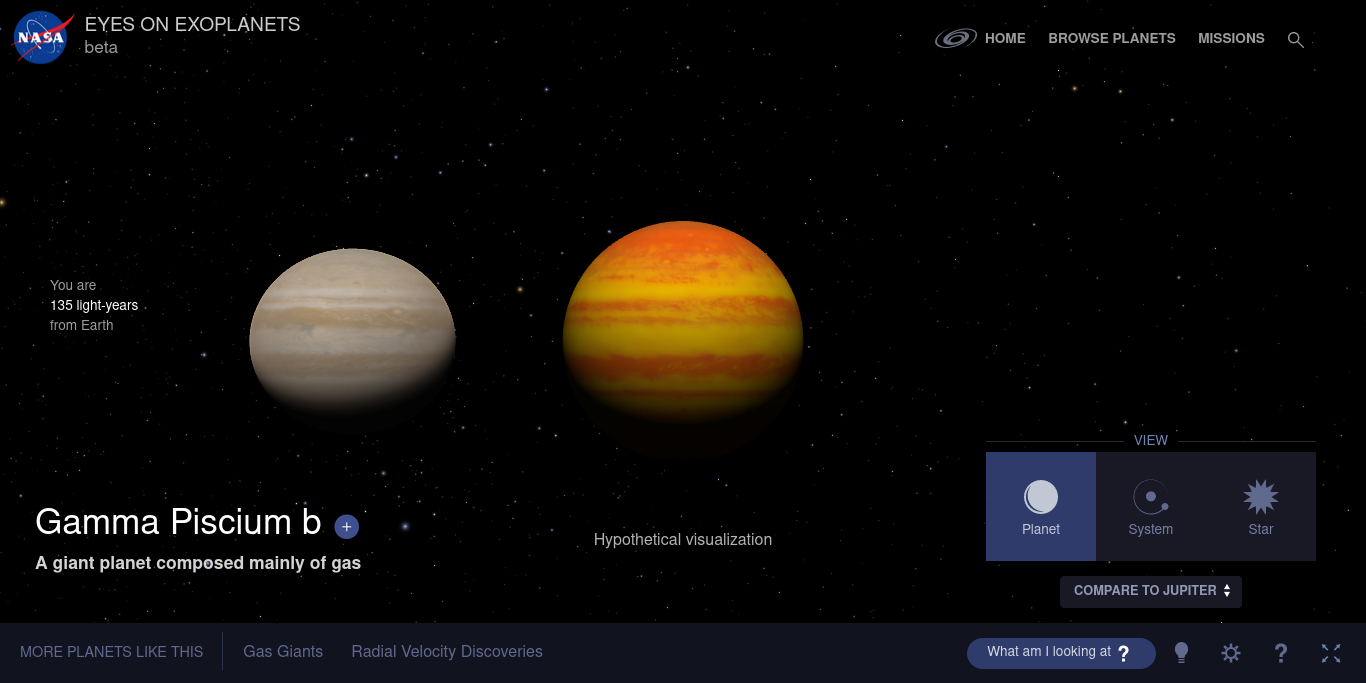 NASA
EYES ON EXOPLANETS
beta
HOME
BROWSE PLANETS
MISSIONS
You are
135 light-years
from Earth
Gamma Piscium b +
A giant planet composed mainly of gas
Hypothetical visualization
VIEW
Planet
System
Star
COMPARE TO JUPITER
MORE PLANETS LIKE THIS
Gas Giants
Radial Velocity Discoveries
What am I looking at ?
?